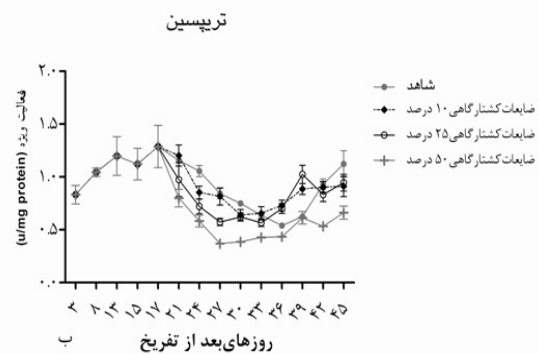 تریپسین
فعالیت ویژه (u/mg protein)
۲.۰
۱.۵
۱.۰
۰.۵
۰.۰
شاهد
ضایعات کشتارگاهی ۱۰ درصد
ضایعات کشتارگاهی ۲۵ درصد
ضایعات کشتارگاهی ۵۰ درصد
۳ ۸ ۱۳ ۱۵ ۱۷ ۲۱ ۲۴ ۲۷ ۳۰ ۳۳ ۳۶ ۳۹ ۴۲ ۴۵
روزهای بعد از تفریخ
ب